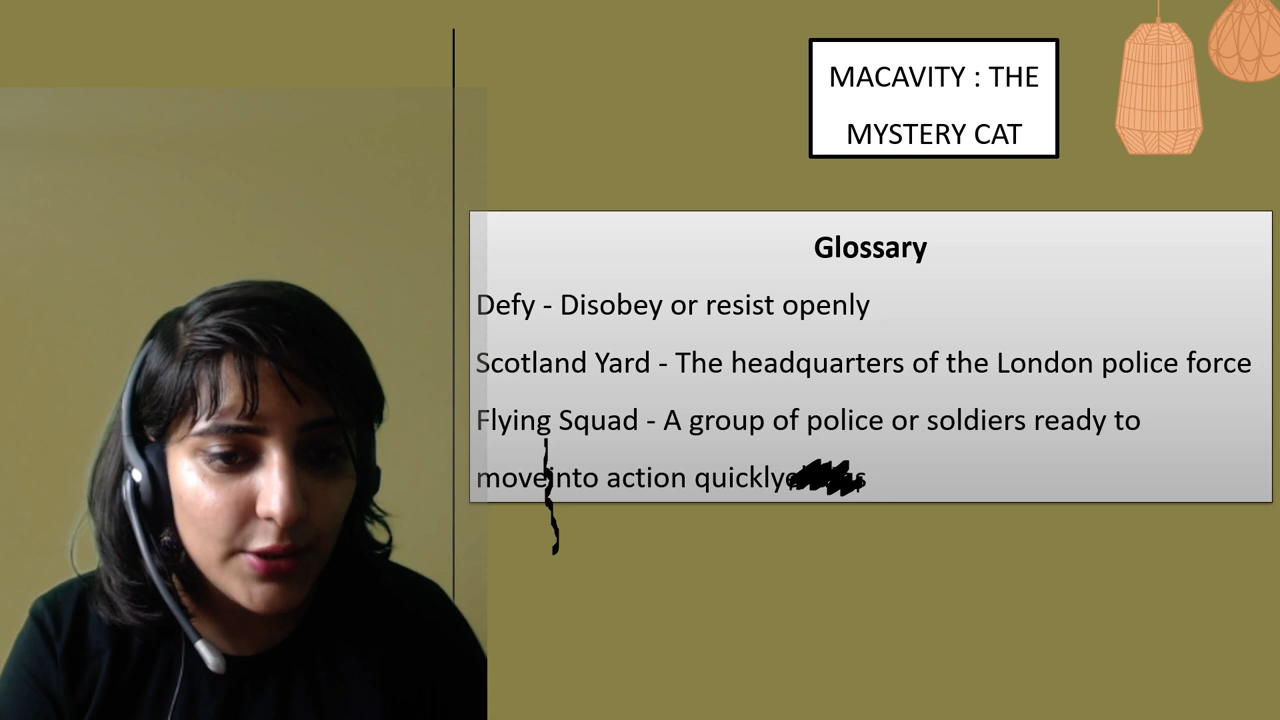 MACAVITY : THE
MYSTERY CAT
Glossary
Defy - Disobey or resist openly
Scotland Yard - The headquarters of the London police force
Flying Squad - A group of police or soldiers ready to
move into action quickly